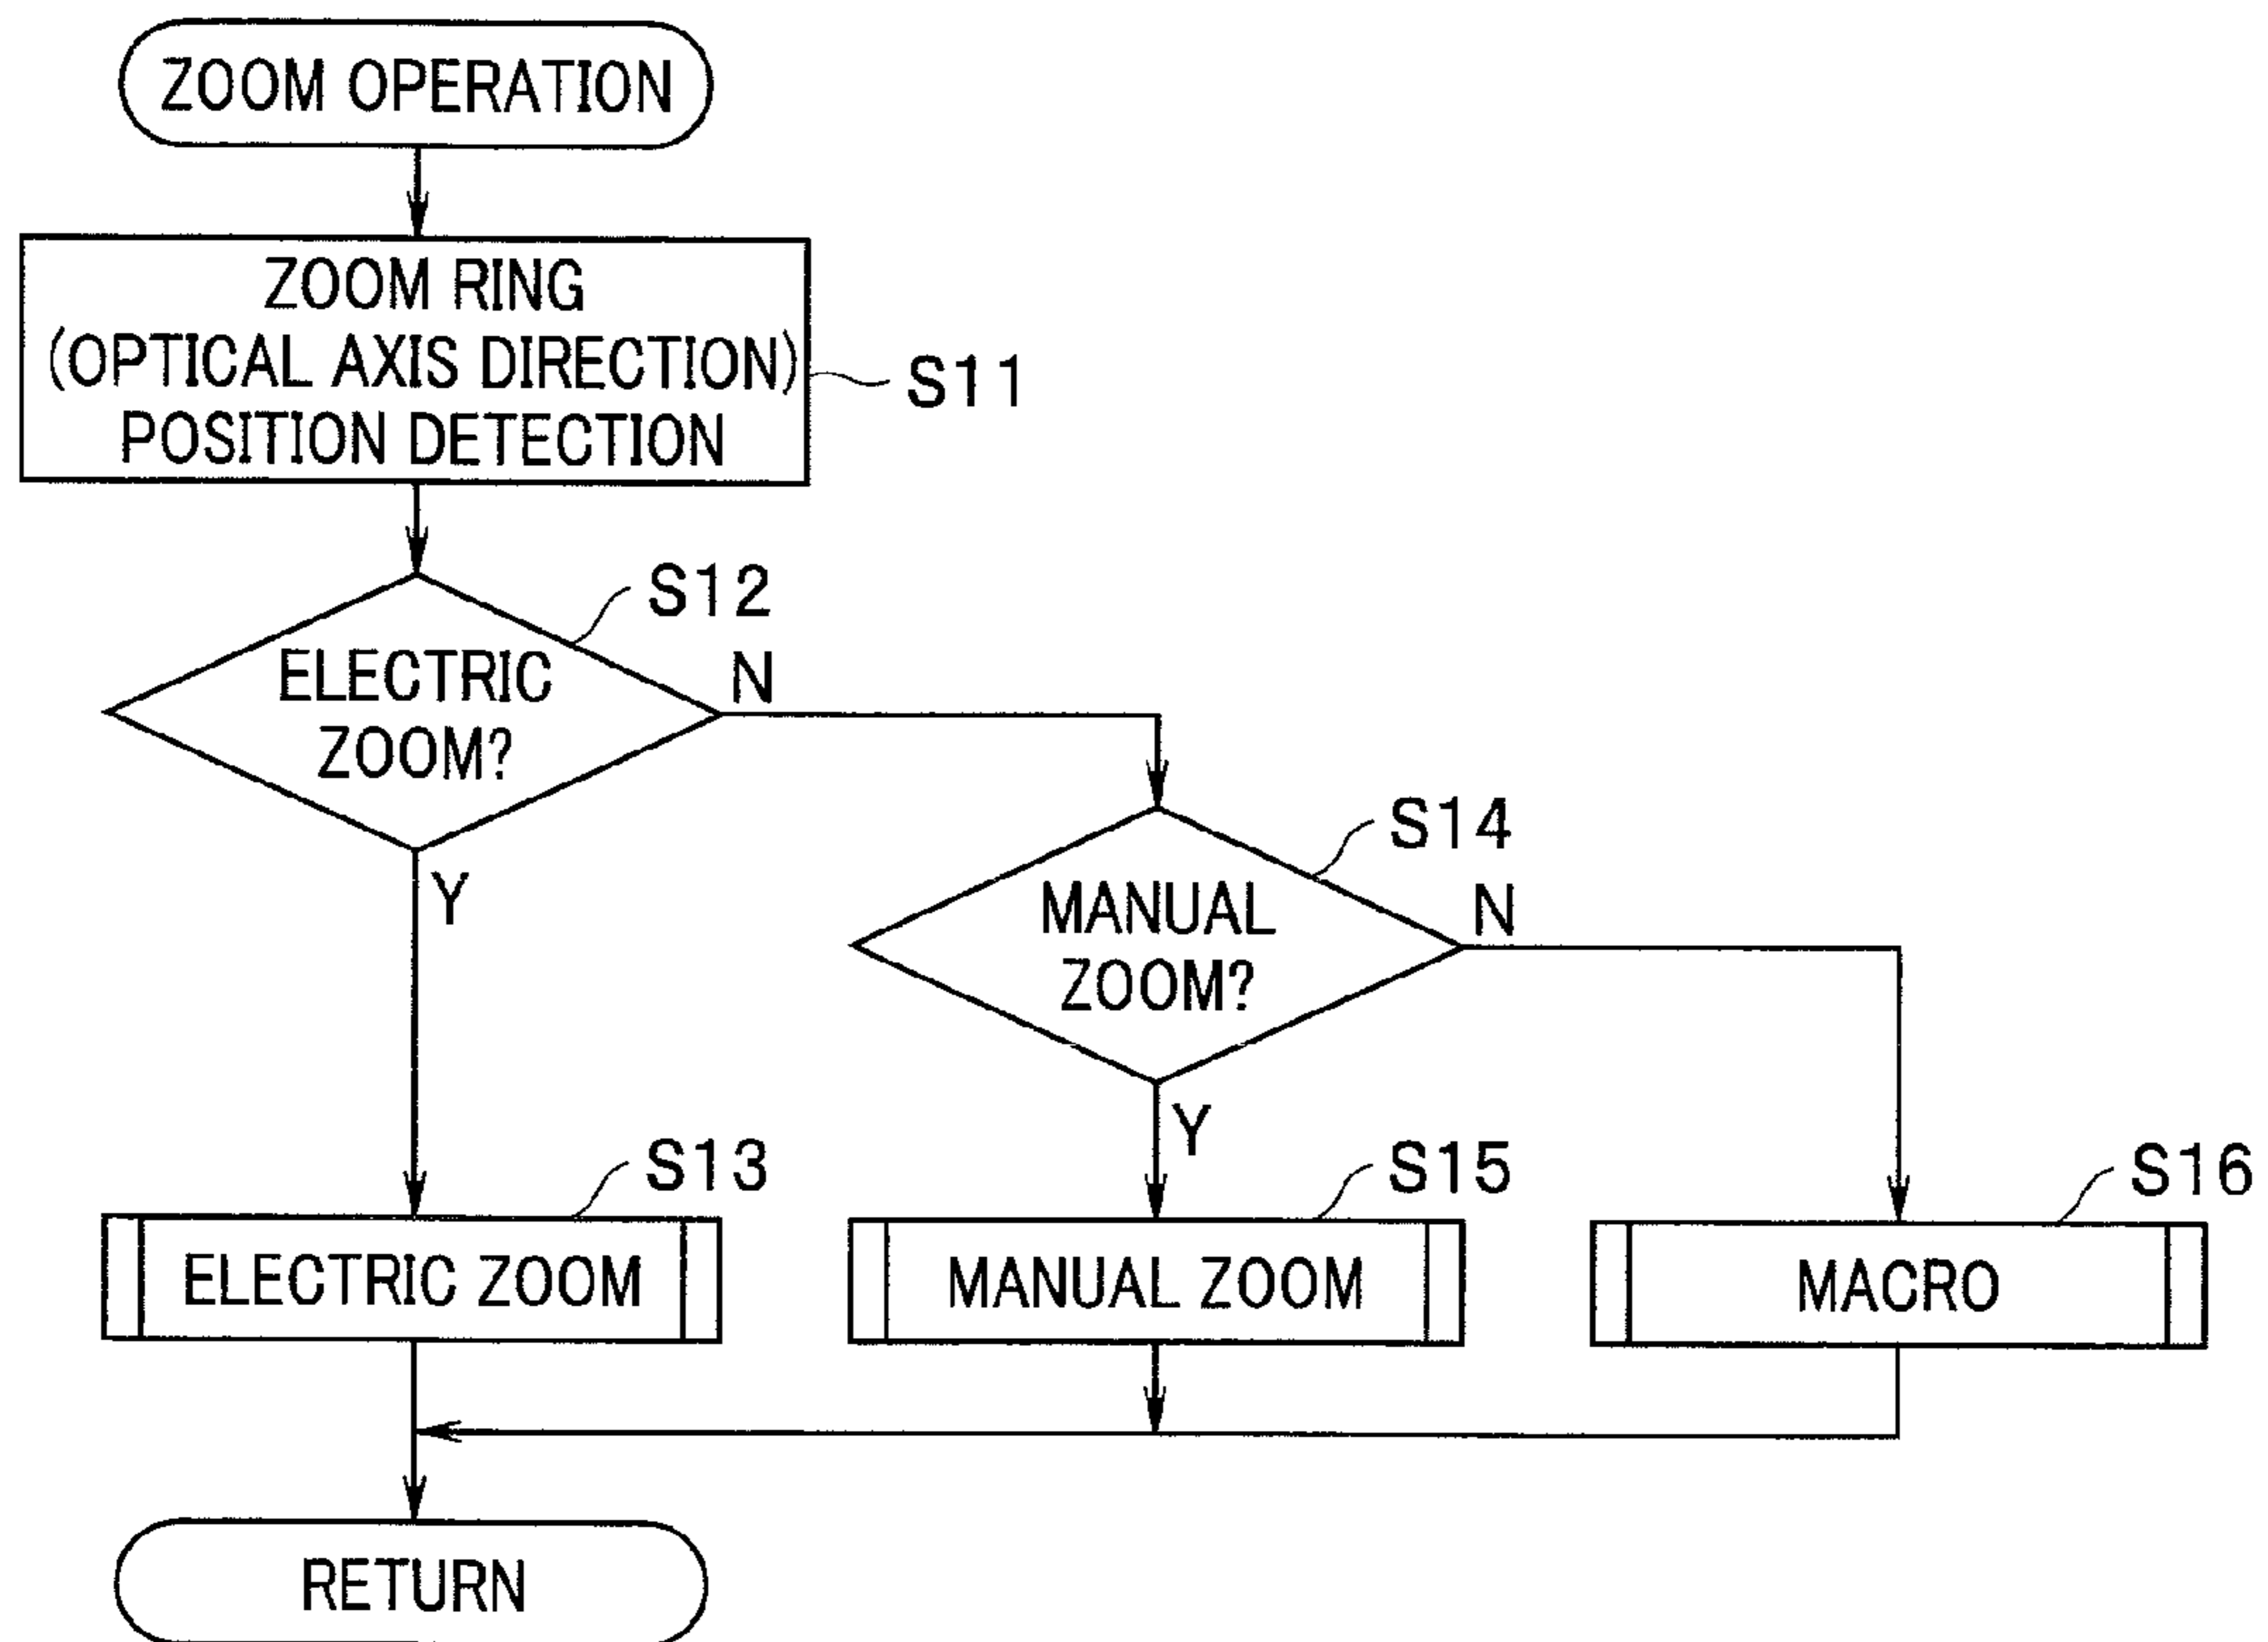 ZOOM OPERATION
ZOOM RING
(OPTICAL AXIS DIRECTION)
POSITION DETECTION
S11
S12
ELECTRIC
ZOOM?
N
Y
S14
MANUAL
ZOOM?
N
Y
S13
ELECTRIC ZOOM
S15
MANUAL ZOOM
S16
MACRO
RETURN